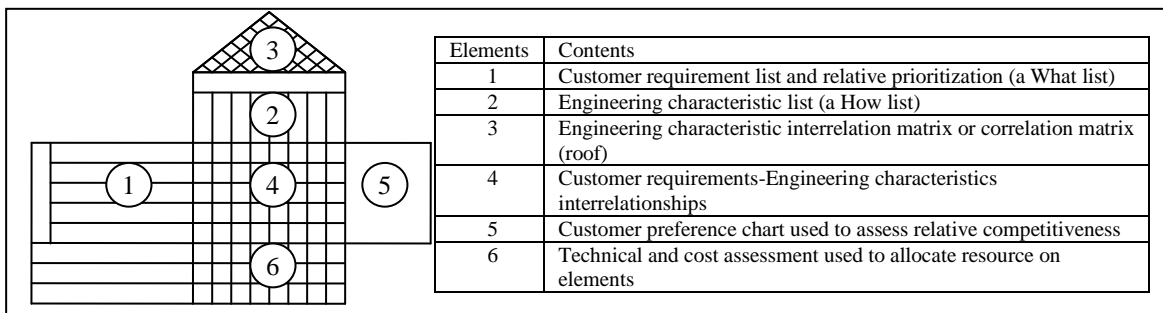 3
2
1
4
5
6
Elements Contents
1 Customer requirement list and relative prioritization (a What list)
2 Engineering characteristic list (a How list)
3 Engineering characteristic interrelation matrix or correlation matrix
(roof)
4 Customer requirements-Engineering characteristics
interrelationships
5 Customer preference chart used to assess relative competitiveness
6 Technical and cost assessment used to allocate resource on
elements